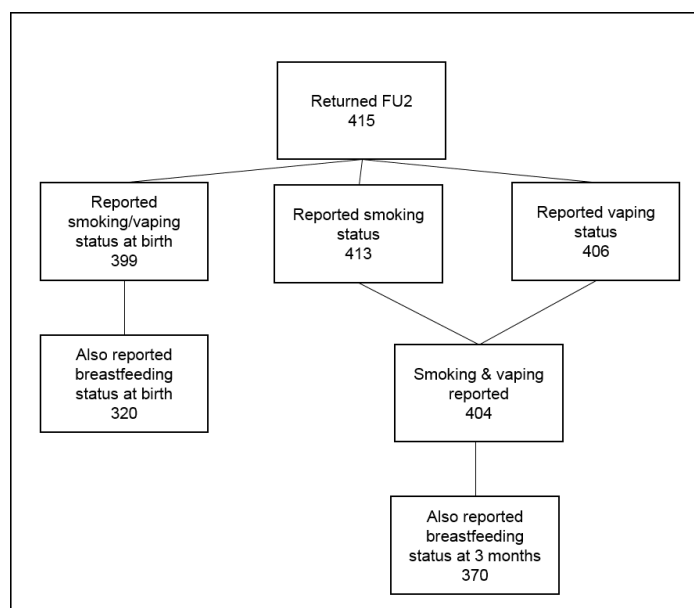 Returned FU2
415
Reported
smoking/vaping
status at birth
399
Reported smoking
status
413
Reported vaping
status
406
Also reported
breastfeeding
status at birth
320
Smoking & vaping
reported
404
Also reported
breastfeeding
status at 3 months
370